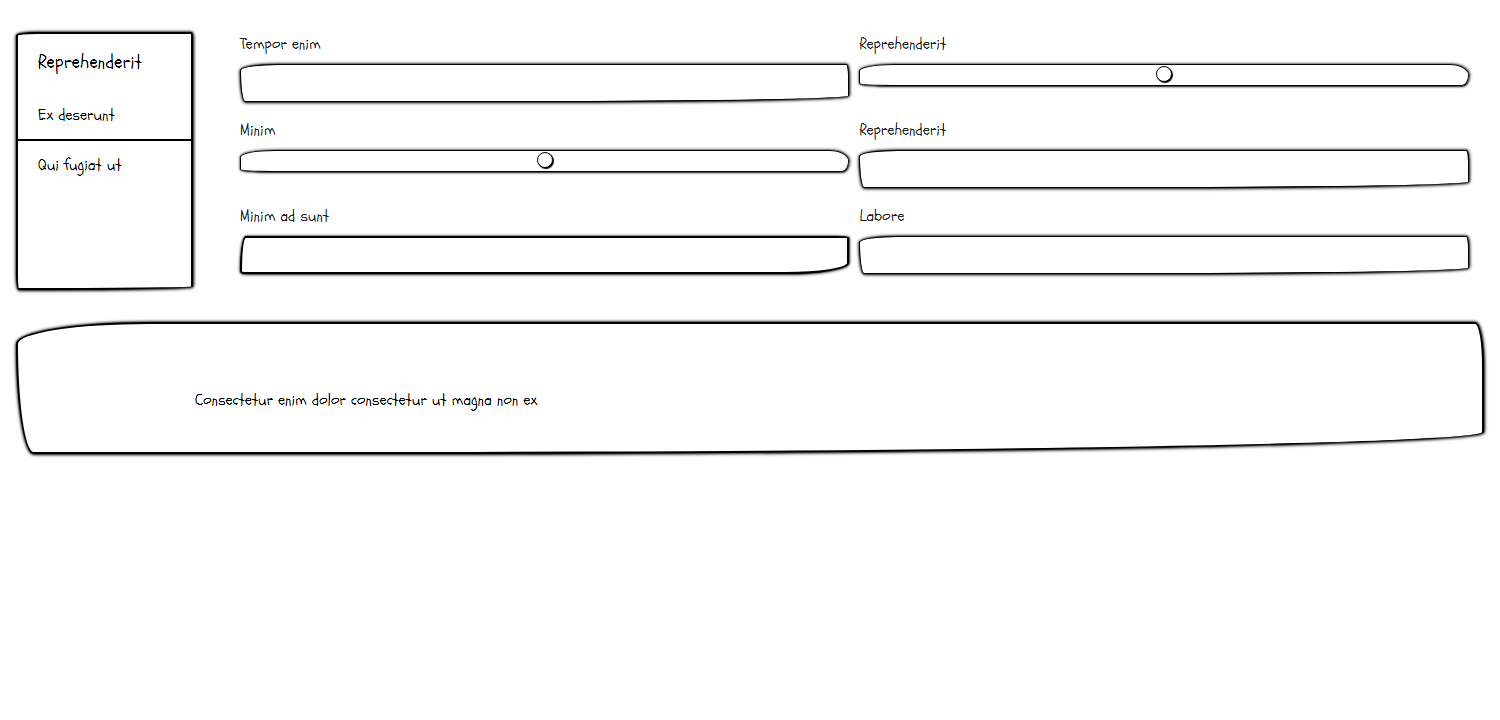 Reprehenderit
Ex deserunt
Qui fugiat ut
Tempor enim
Reprehenderit
Minim
Reprehenderit
Minim ad sunt
Labore
Consectetur enim dolor consectetur ut magna non ex